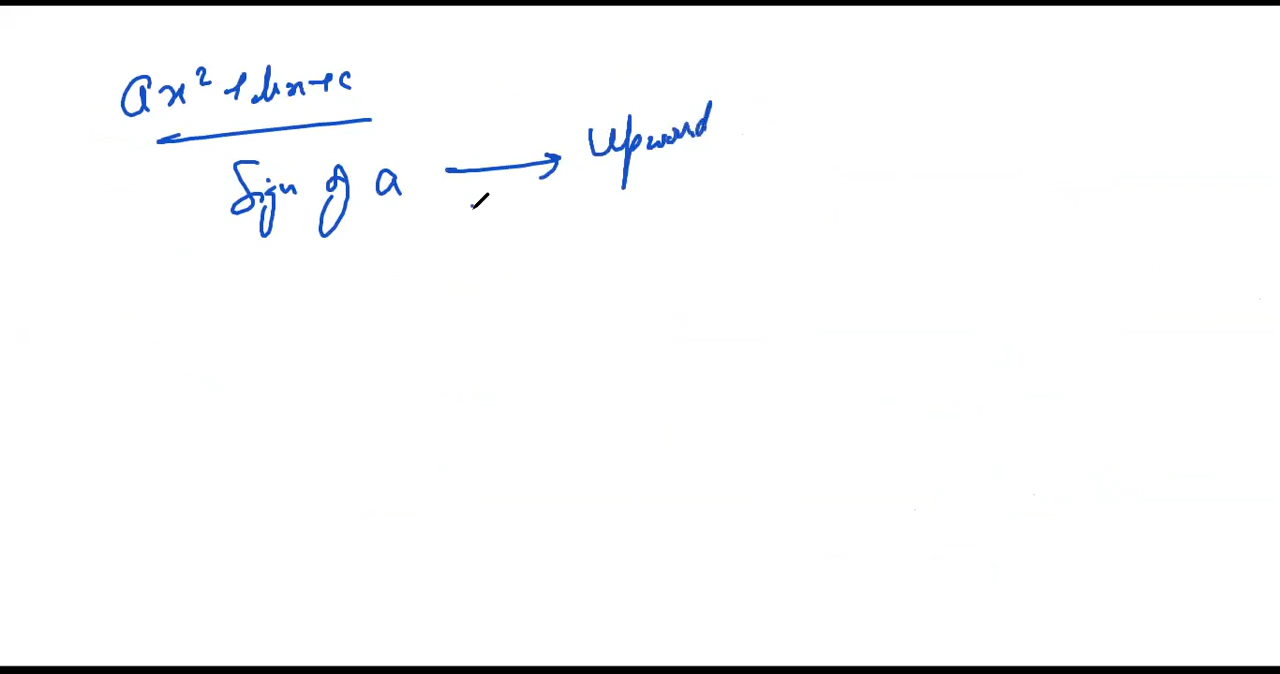 ax² + bx + c
Sign of a → Upward